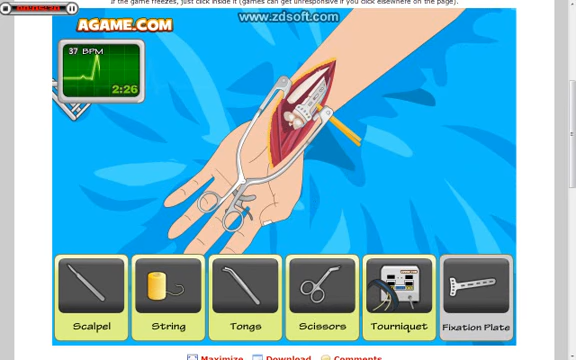 If the game freezes, just click inside it (games can get unresponsive if you click elsewhere on the page).
www.zdsoft.com
AGAME.COM
37 BPM
2:26
Scalpel
String
Tongs
Scissors
Tourniquet
Fixation Plate
Maximize
Download
Comments